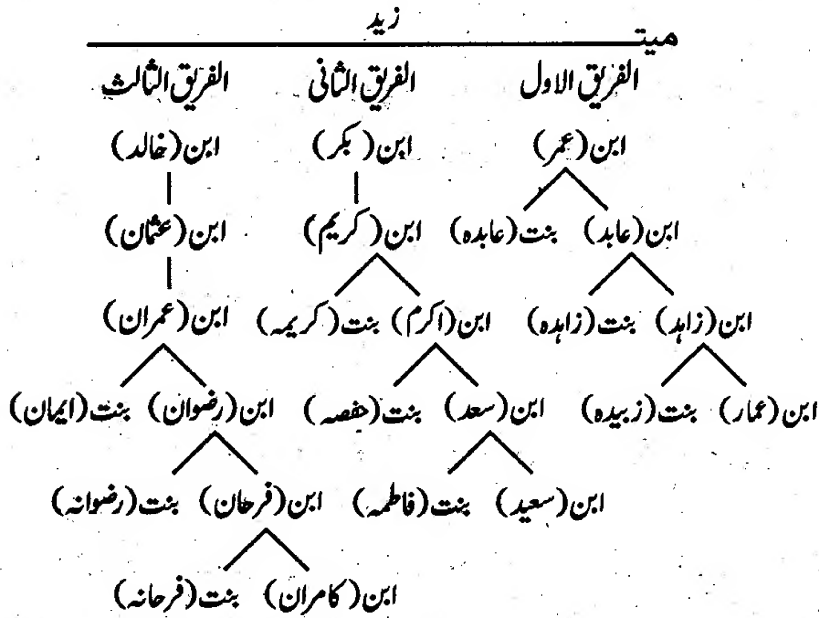 زید
میت
الفریق الاول الفریق الثانی الفریق الثالث
ابن (عمر) ابن (بکر) ابن (خالد)
ابن (عابد) بنت (عابدہ) ابن (کریم) ابن (عثمان)
ابن (زاہد) بنت (زاہدہ) ابن (اکرم) بنت (کریمہ) ابن (عمران)
ابن (عمار) بنت (زبیدہ) ابن (سعد) بنت (حفصہ) ابن (رضوان) بنت (ایمان)
ابن (سعید) بنت (فاطمہ) ابن (فرحان) بنت (رضوانہ)
ابن (کامران) بنت (فرحانہ)